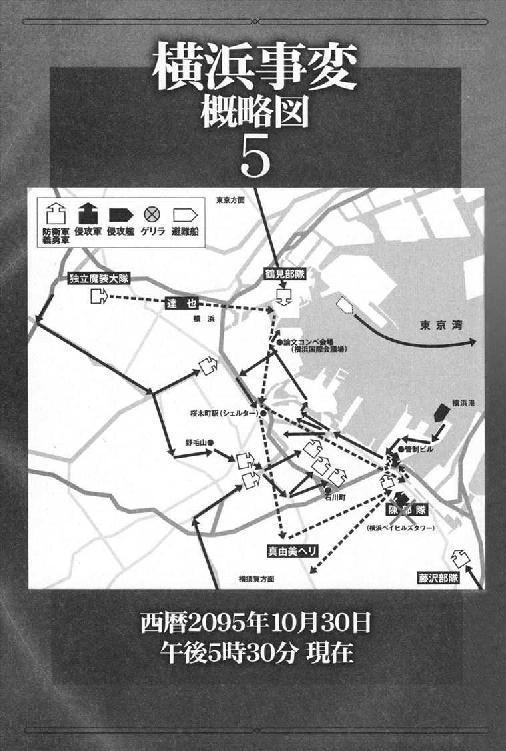 横浜事変
概略図
5
東京方面
防衛軍
義勇軍
侵攻軍
侵攻艦
ゲリラ
避難船
独立魔装大隊
鶴見部隊
達也
横浜
東京湾
●論文コンペ会場
(横浜国際会議場)
横浜港
桜木町駅(シェルター)
野毛山
管制ビル
石川町
陳部隊
(横浜ベイヒルズタワー)
真由美ヘリ
横須賀方面
藤沢部隊
西暦2095年10月30日
午後5時30分 現在